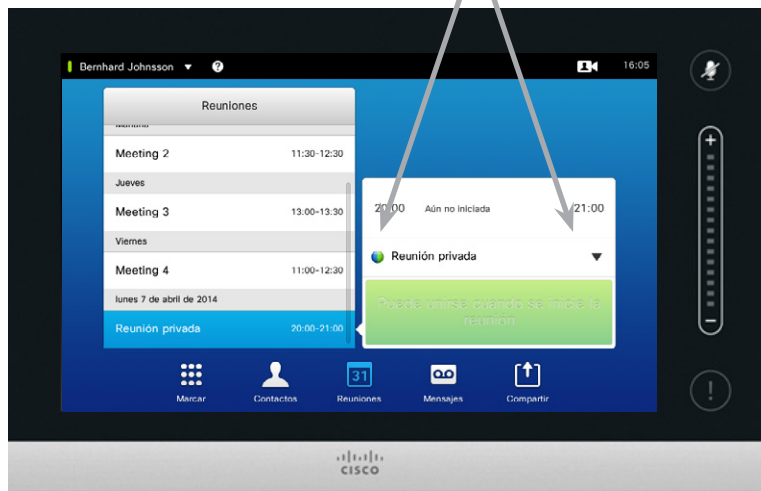 Bernhard Johnsson
?
16:05
Reuniones
Meeting 2 11:30-12:30
Jueves
Meeting 3 13:00-13:30
Viernes
Meeting 4 11:00-12:30
lunes 7 de abril de 2014
Reunión privada 20:00-21:00
20:00 Aún no iniciada 21:00
Reunión privada
Puede unirse cuando se inicie la
reunión
31
Marcar Contactos Reuniones Mensajes Compartir
+
−
!
CISCO